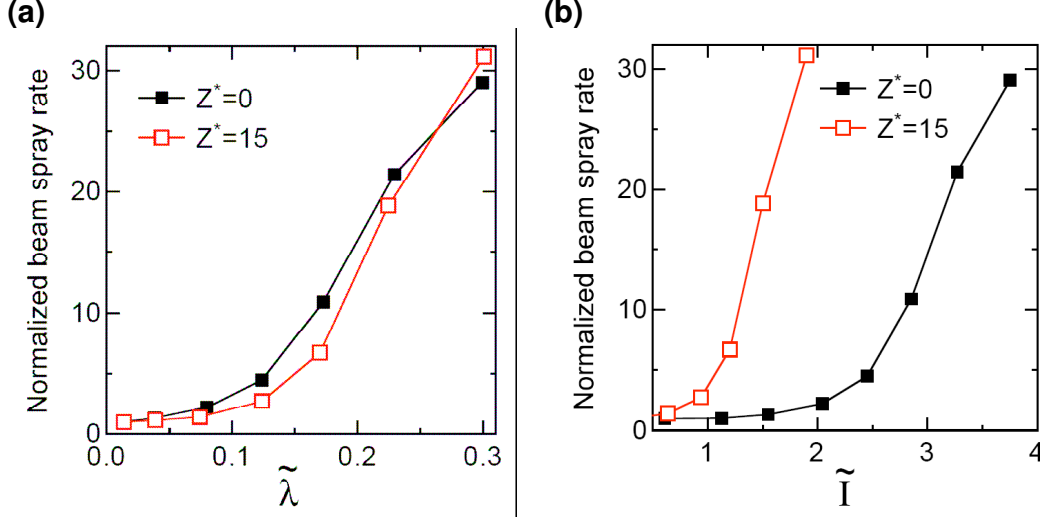 (a)
Normalized beam spray rate
30
20
10
0
Z*=0
Z*=15
0.0 0.1 0.2 0.3
λ̃
(b)
Normalized beam spray rate
30
20
10
0
Z*=0
Z*=15
1 2 3 4
Ĩ